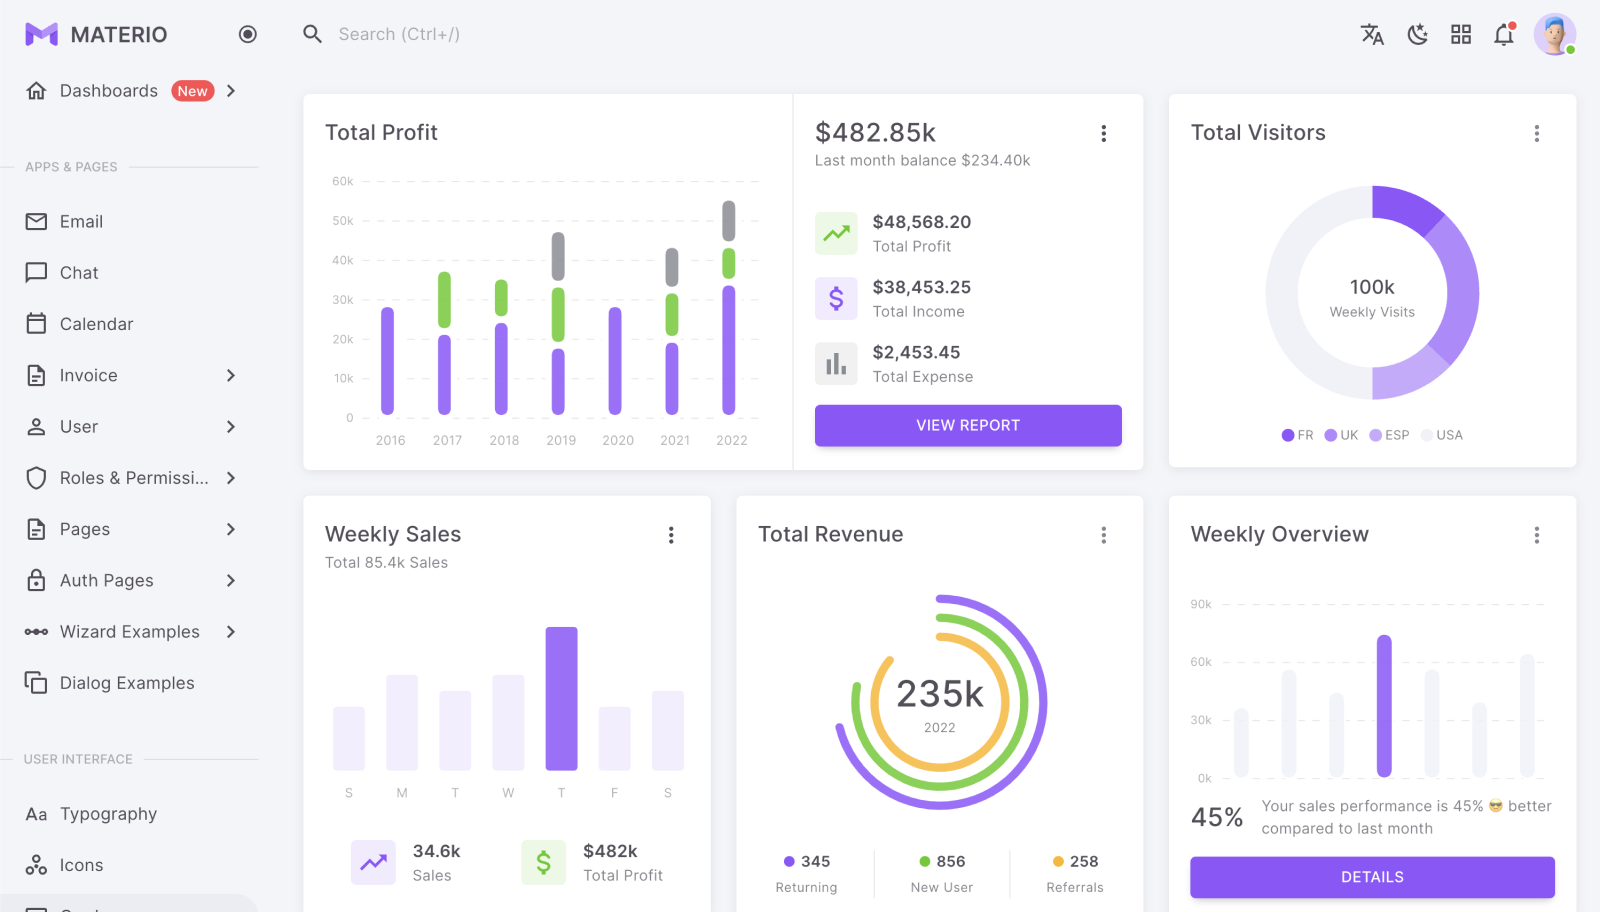 MATERIO
Search (Ctrl+/)
Dashboards New
APPS & PAGES
Email
Chat
Calendar
Invoice
User
Roles & Permissi...
Pages
Auth Pages
Wizard Examples
Dialog Examples
USER INTERFACE
Aa Typography
Icons
Total Profit
60k
50k
40k
30k
20k
10k
0
2016 2017 2018 2019 2020 2021 2022
$482.85k
Last month balance $234.40k
$48,568.20
Total Profit
$38,453.25
Total Income
$2,453.45
Total Expense
VIEW REPORT
Total Visitors
100k
Weekly Visits
FR UK ESP USA
Weekly Sales
Total 85.4k Sales
S M T W T F S
34.6k
Sales
$482k
Total Profit
Total Revenue
235k
2022
345
Returning
856
New User
258
Referrals
Weekly Overview
90k
60k
30k
0k
45%
Your sales performance is 45% 😎 better
compared to last month
DETAILS